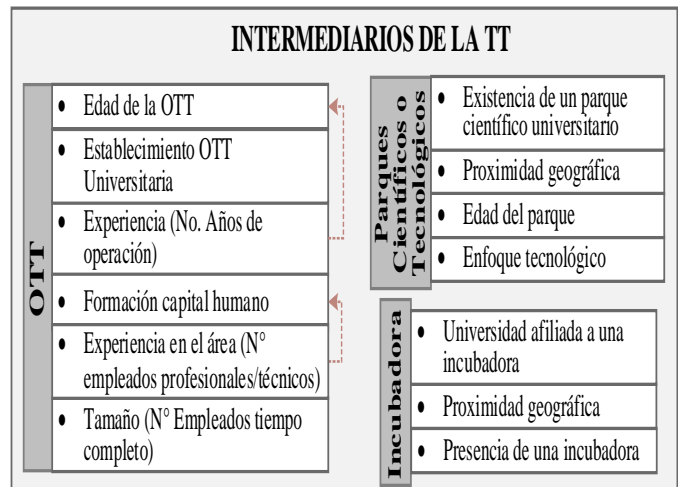 INTERMEDIARIOS DE LA TT
OTT
• Edad de la OTT
• Establecimiento OTT
Universitaria
• Experiencia (No. Años de
operación)
• Formación capital humano
• Experiencia en el área (N°
empleados profesionales/técnicos)
• Tamaño (N° Empleados tiempo
completo)
Parques
Científicos o
Tecnológicos
• Existencia de un parque
científico universitario
• Proximidad geográfica
• Edad del parque
• Enfoque tecnológico
Incubadora
• Universidad afiliada a una
incubadora
• Proximidad geográfica
• Presencia de una incubadora